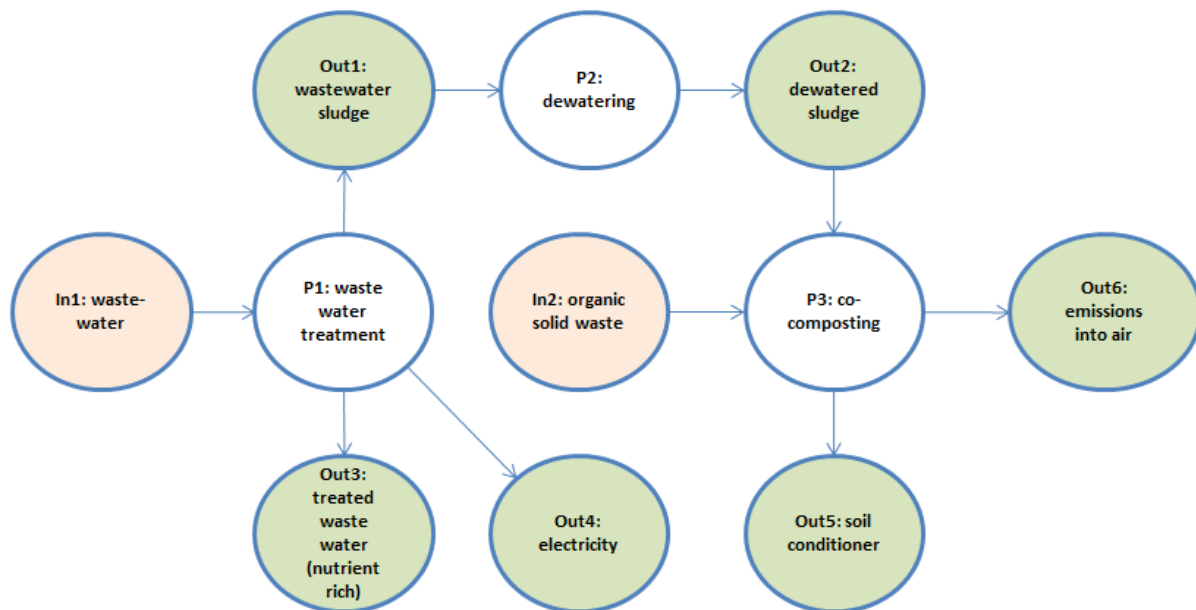 Out1:
wastewater
sludge
P2:
dewatering
Out2:
dewatered
sludge
In1: waste-
water
P1: waste
water
treatment
In2: organic
solid waste
P3: co-
composting
Out6:
emissions
into air
Out3:
treated
waste
water
(nutrient
rich)
Out4:
electricity
Out5: soil
conditioner